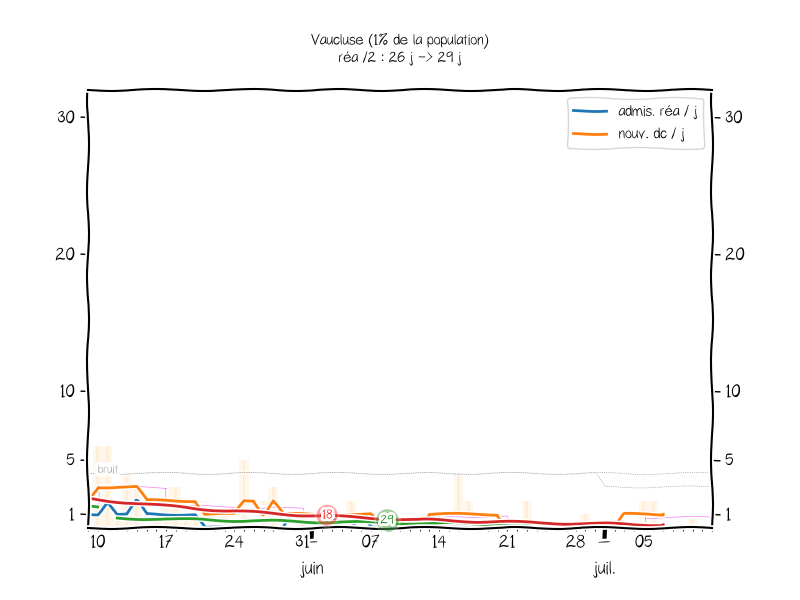 Vaucluse (1% de la population)
réa /2 : 26 j -> 29 j
admis. réa / j
nouv. dc / j
30
30
20
20
10
10
5
5
bruit
1
1
18
29
10 17 24 31 07 14 21 28 05
juin juil.